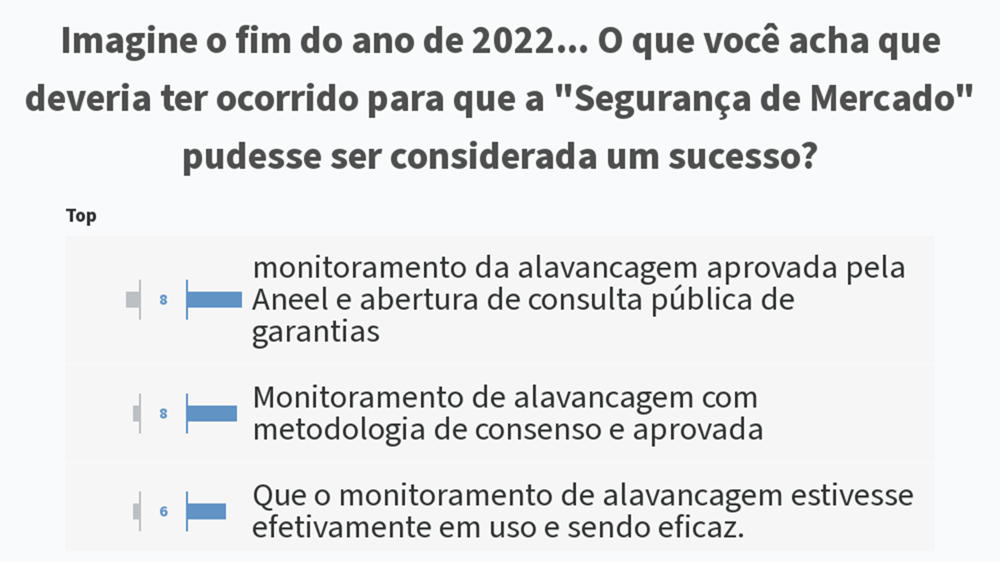 Imagine o fim do ano de 2022... O que você acha que
deveria ter ocorrido para que a "Segurança de Mercado"
pudesse ser considerada um sucesso?
Top
8
monitoramento da alavancagem aprovada pela
Aneel e abertura de consulta pública de
garantias
8
Monitoramento de alavancagem com
metodologia de consenso e aprovada
6
Que o monitoramento de alavancagem estivesse
efetivamente em uso e sendo eficaz.